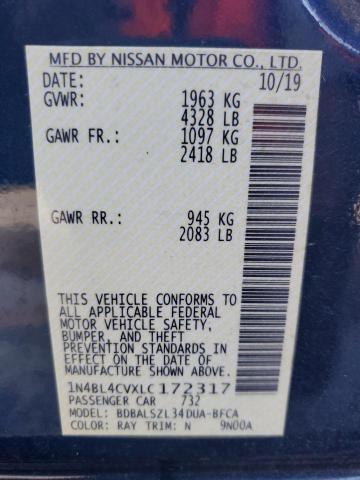 MFD BY NISSAN MOTOR CO., LTD.
DATE: 10/19
GVWR: 1963 KG
4328 LB
GAWR FR.: 1097 KG
2418 LB
GAWR RR.: 945 KG
2083 LB
THIS VEHICLE CONFORMS TO
ALL APPLICABLE FEDERAL
MOTOR VEHICLE SAFETY,
BUMPER, AND THEFT
PREVENTION STANDARDS
IN EFFECT ON THE DATE OF
MANUFACTURE SHOWN ABOVE.
1N4BL4CVXLC172317
PASSENGER CAR 732
MODEL: BDBALSZL34DUA-BFCA
COLOR: RAY TRIM: N 9N00A